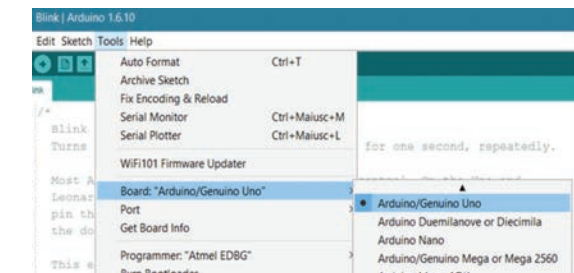 Blink | Arduino 1.6.10
Edit Sketch Tools Help
Auto Format Ctrl+T
Archive Sketch
Fix Encoding & Reload
Serial Monitor Ctrl+Maiusc+M
Serial Plotter Ctrl+Maiusc+L
WiFi101 Firmware Updater
Board: "Arduino/Genuino Uno"
Port
Get Board Info
Programmer: "Atmel EDBG"
Burn Bootloader
/*
Blink
Turns
for one second, repeatedly.
Most A
Leonar
pin th
the do
This e
Arduino/Genuino Uno
Arduino Duemilanove or Diecimila
Arduino Nano
Arduino/Genuino Mega or Mega 2560